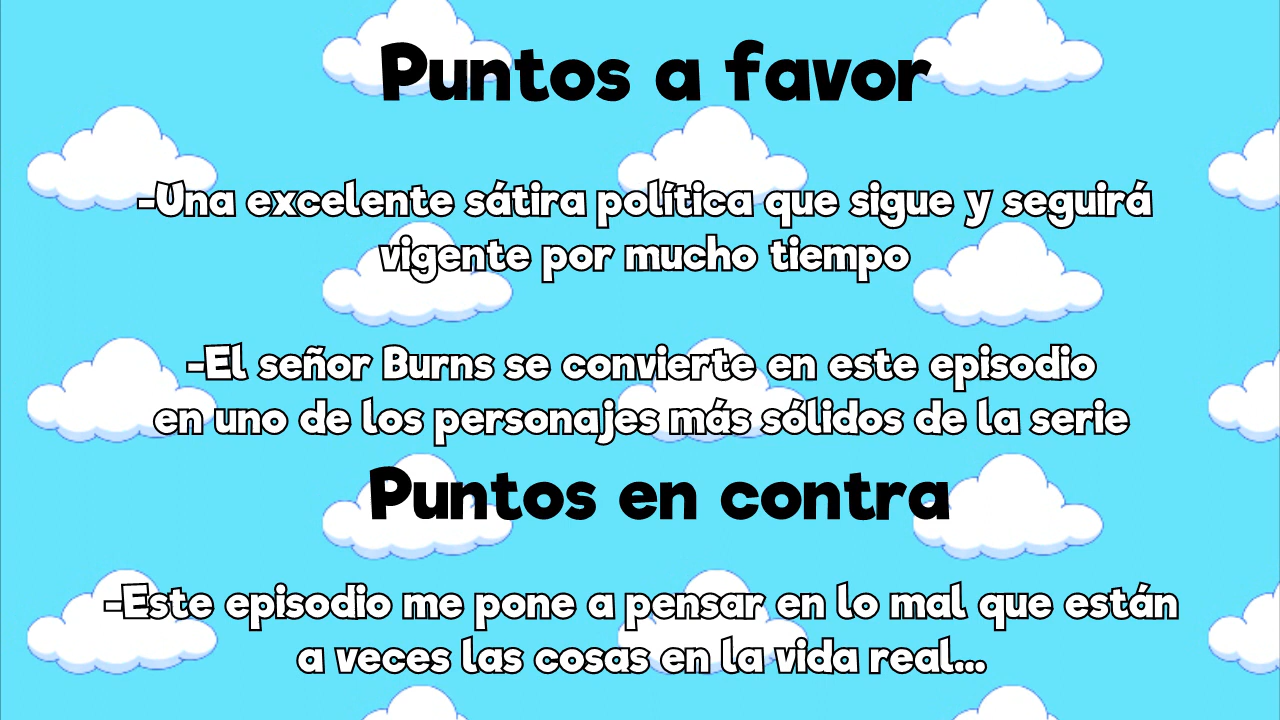 Puntos a favor
-Una excelente sátira política que sigue y seguirá
vigente por mucho tiempo
-El señor Burns se convierte en este episodio
en uno de los personajes más sólidos de la serie
Puntos en contra
-Este episodio me pone a pensar en lo mal que están
a veces las cosas en la vida real...